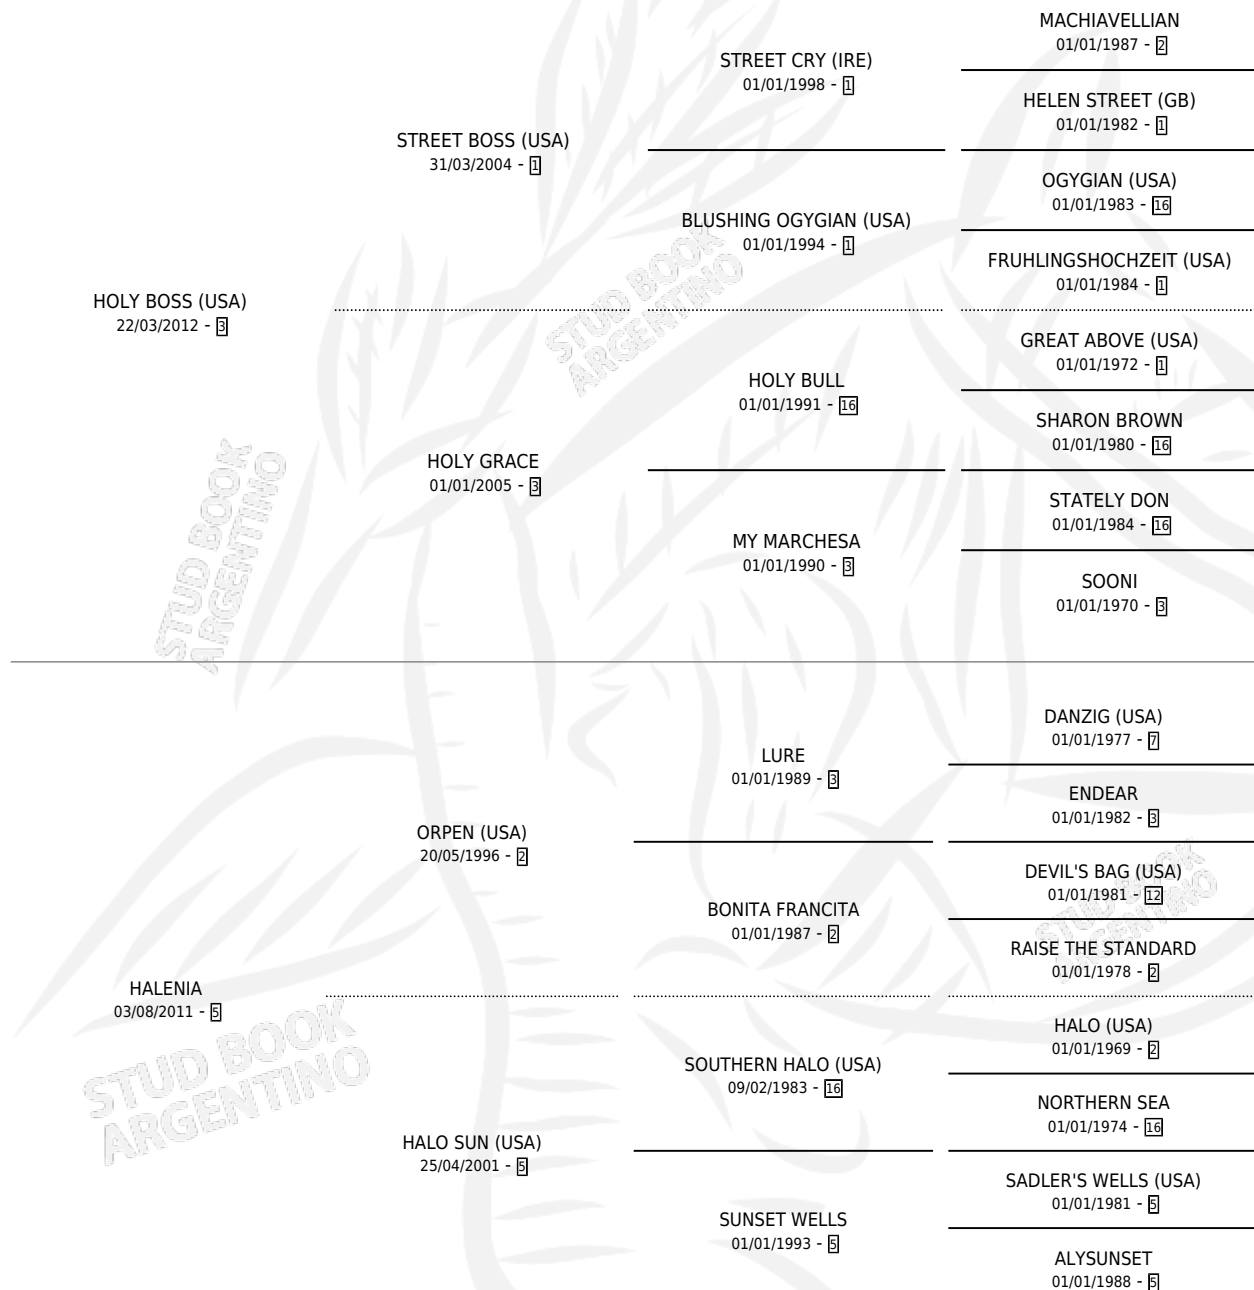 MACHIAVELLIAN
01/01/1987 - 2
STREET CRY (IRE)
01/01/1998 - 1
HELEN STREET (GB)
01/01/1982 - 1
STREET BOSS (USA)
31/03/2004 - 1
OGYGIAN (USA)
01/01/1983 - 16
BLUSHING OGYGIAN (USA)
01/01/1994 - 1
FRUHLINGSHOCHZEIT (USA)
01/01/1984 - 1
HOLY BOSS (USA)
22/03/2012 - 3
GREAT ABOVE (USA)
01/01/1972 - 1
HOLY BULL
01/01/1991 - 16
SHARON BROWN
01/01/1980 - 16
HOLY GRACE
01/01/2005 - 3
STATELY DON
01/01/1984 - 16
MY MARCHESA
01/01/1990 - 3
SOONI
01/01/1970 - 3
DANZIG (USA)
01/01/1977 - 7
LURE
01/01/1989 - 3
ENDEAR
01/01/1982 - 3
ORPEN (USA)
20/05/1996 - 2
DEVIL'S BAG (USA)
01/01/1981 - 12
BONITA FRANCITA
01/01/1987 - 2
RAISE THE STANDARD
01/01/1978 - 2
HALENIA
03/08/2011 - 5
HALO (USA)
01/01/1969 - 2
SOUTHERN HALO (USA)
09/02/1983 - 16
NORTHERN SEA
01/01/1974 - 16
HALO SUN (USA)
25/04/2001 - 5
SADLER'S WELLS (USA)
01/01/1981 - 5
SUNSET WELLS
01/01/1993 - 5
ALYSUNSET
01/01/1988 - 5
STUD BOOK
ARGENTINO
STUD BOOK
ARGENTINO
STUD BOOK
ARGENTINO
STUD BOOK
ARGENTINO